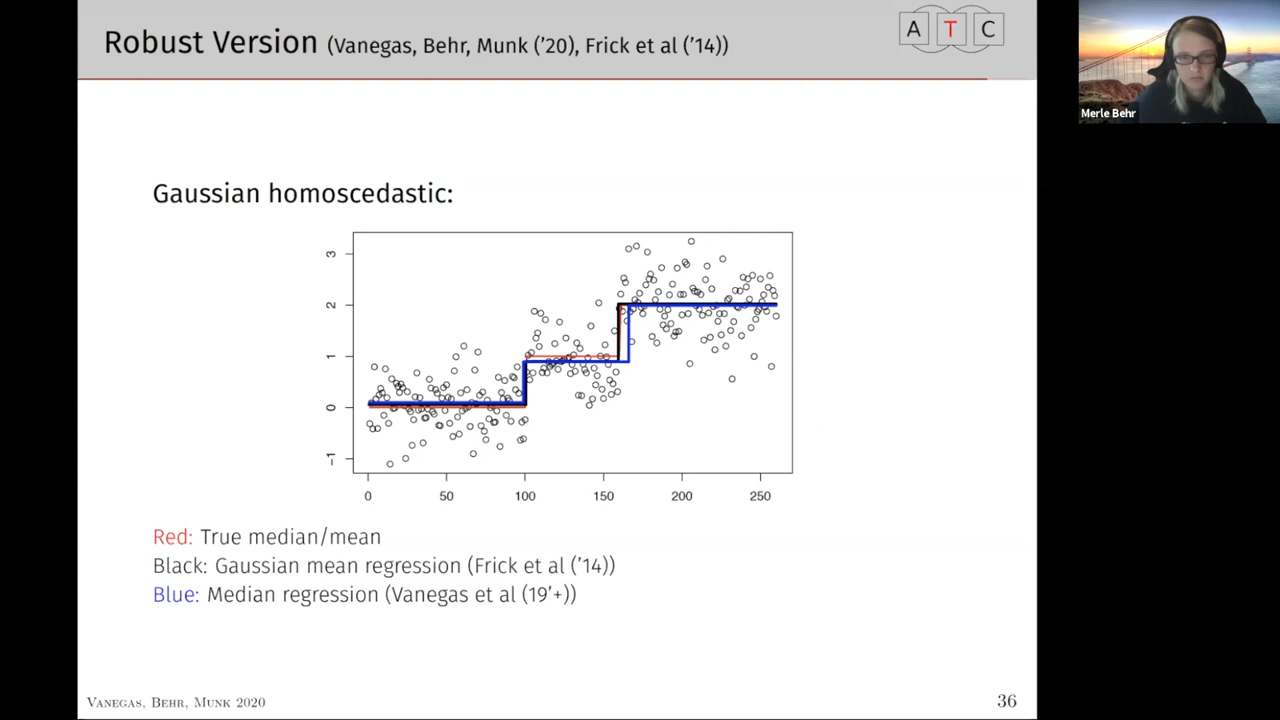 Robust Version (Vanegas, Behr, Munk ('20), Frick et al ('14))
A T C
Merle Behr
Gaussian homoscedastic:
3
2
1
0
−1
0 50 100 150 200 250
Red: True median/mean
Black: Gaussian mean regression (Frick et al ('14))
Blue: Median regression (Vanegas et al (19'+))
Vanegas, Behr, Munk 2020
36